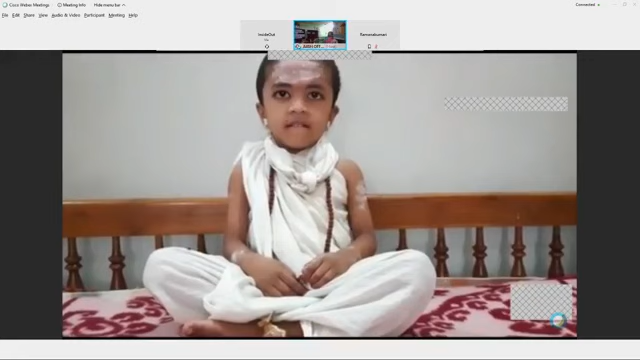 Cisco Webex Meetings Meeting Info Hide menu bar
Connected
File Edit Share View Audio & Video Participant Meeting Help
InsideOut
Ramnakumari